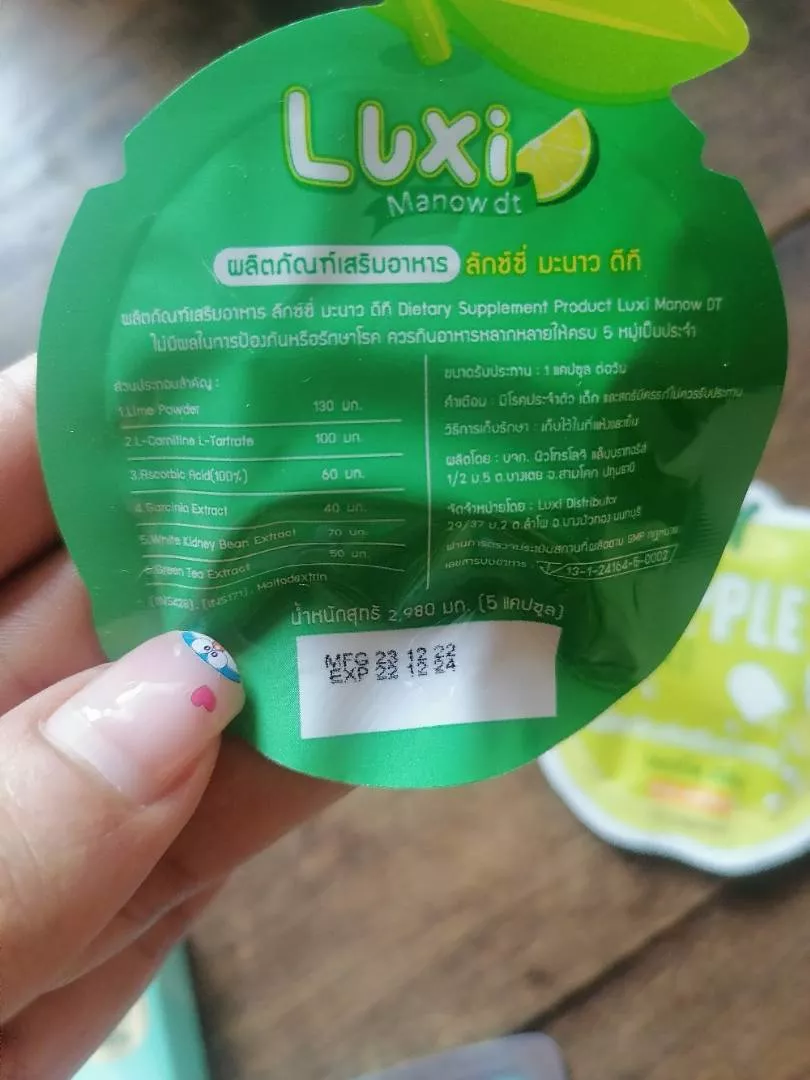 Luxi
Manow dt
ผลิตภัณฑ์เสริมอาหาร ลักซ์ซี่ มะนาว ดีที
ผลิตภัณฑ์เสริมอาหาร ลักซ์ซี่ มะนาว ดีที Dietary Supplement Product Luxi Manow DT
ไม่มีผลในการป้องกันหรือรักษาโรค ควรกินอาหารหลากหลายให้ครบ 5 หมู่เป็นประจำ
ส่วนประกอบสำคัญ :
1.Lime Powder 130 มก.
2.L-Carnitine L-Tartrate 100 มก.
3.Ascorbic Acid(100%) 60 มก.
4.Garcinia Extract 40 มก.
5.White Kidney Bean Extract 70 มก.
Green Tea Extract 50 มก.
(INS428), (INS171), Maltodextrin
ขนาดรับประทาน : 1 แคปซูล ต่อวัน
คำเตือน : มีโรคประจำตัว เด็ก และสตรีมีครรภ์ไม่ควรรับประทาน
วิธีการเก็บรักษา : เก็บไว้ในที่แห้งและเย็น
ผลิตโดย : บจก. นิวไทรโลจี แล็บบราทอรีส์
1/2 ม.5 ต.บางเตย อ.สามโคก ปทุมธานี
จัดจำหน่ายโดย : Luxi Distributor
29/37 ม.2 ต.ลำโพ อ.บางบัวทอง นนทบุรี
ผ่านการตรวจประเมินสถานที่ผลิตตาม GMP กฎหมาย
เลขสารบบอาหาร : 13-1-24164-5-0002
น้ำหนักสุทธิ 2,980 มก. (5 แคปซูล)
MFG 23 12 22
EXP 22 12 24
PPLE